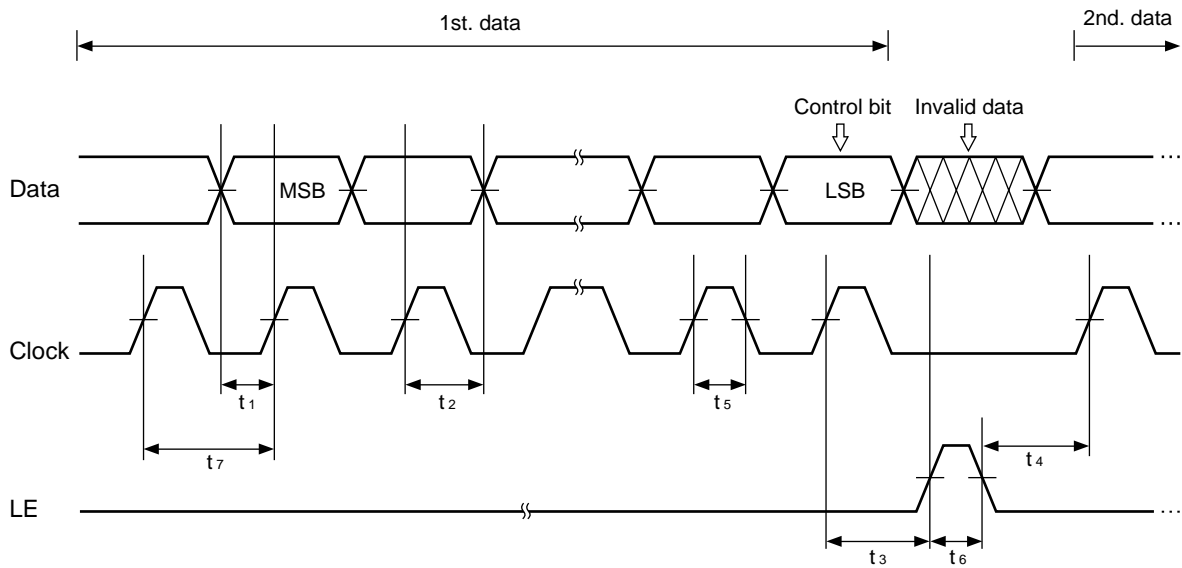 1st. data
2nd. data
Control bit
Invalid data
Data
MSB
LSB
···
Clock
t1
t2
t5
t7
t4
LE
···
t3
t6